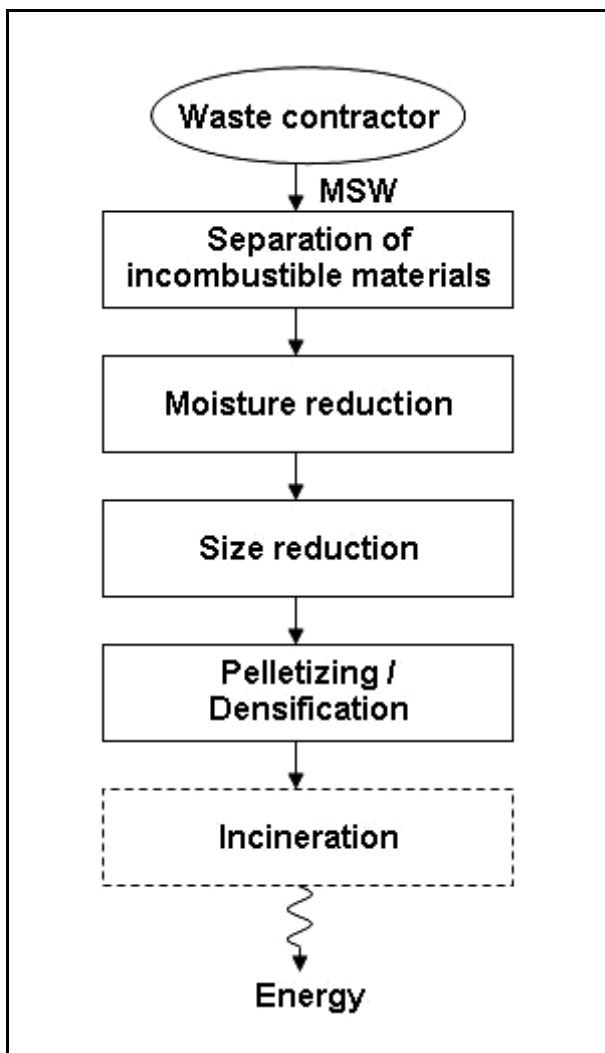 Waste contractor
MSW
Separation of
incombustible materials
Moisture reduction
Size reduction
Pelletizing /
Densification
Incineration
Energy